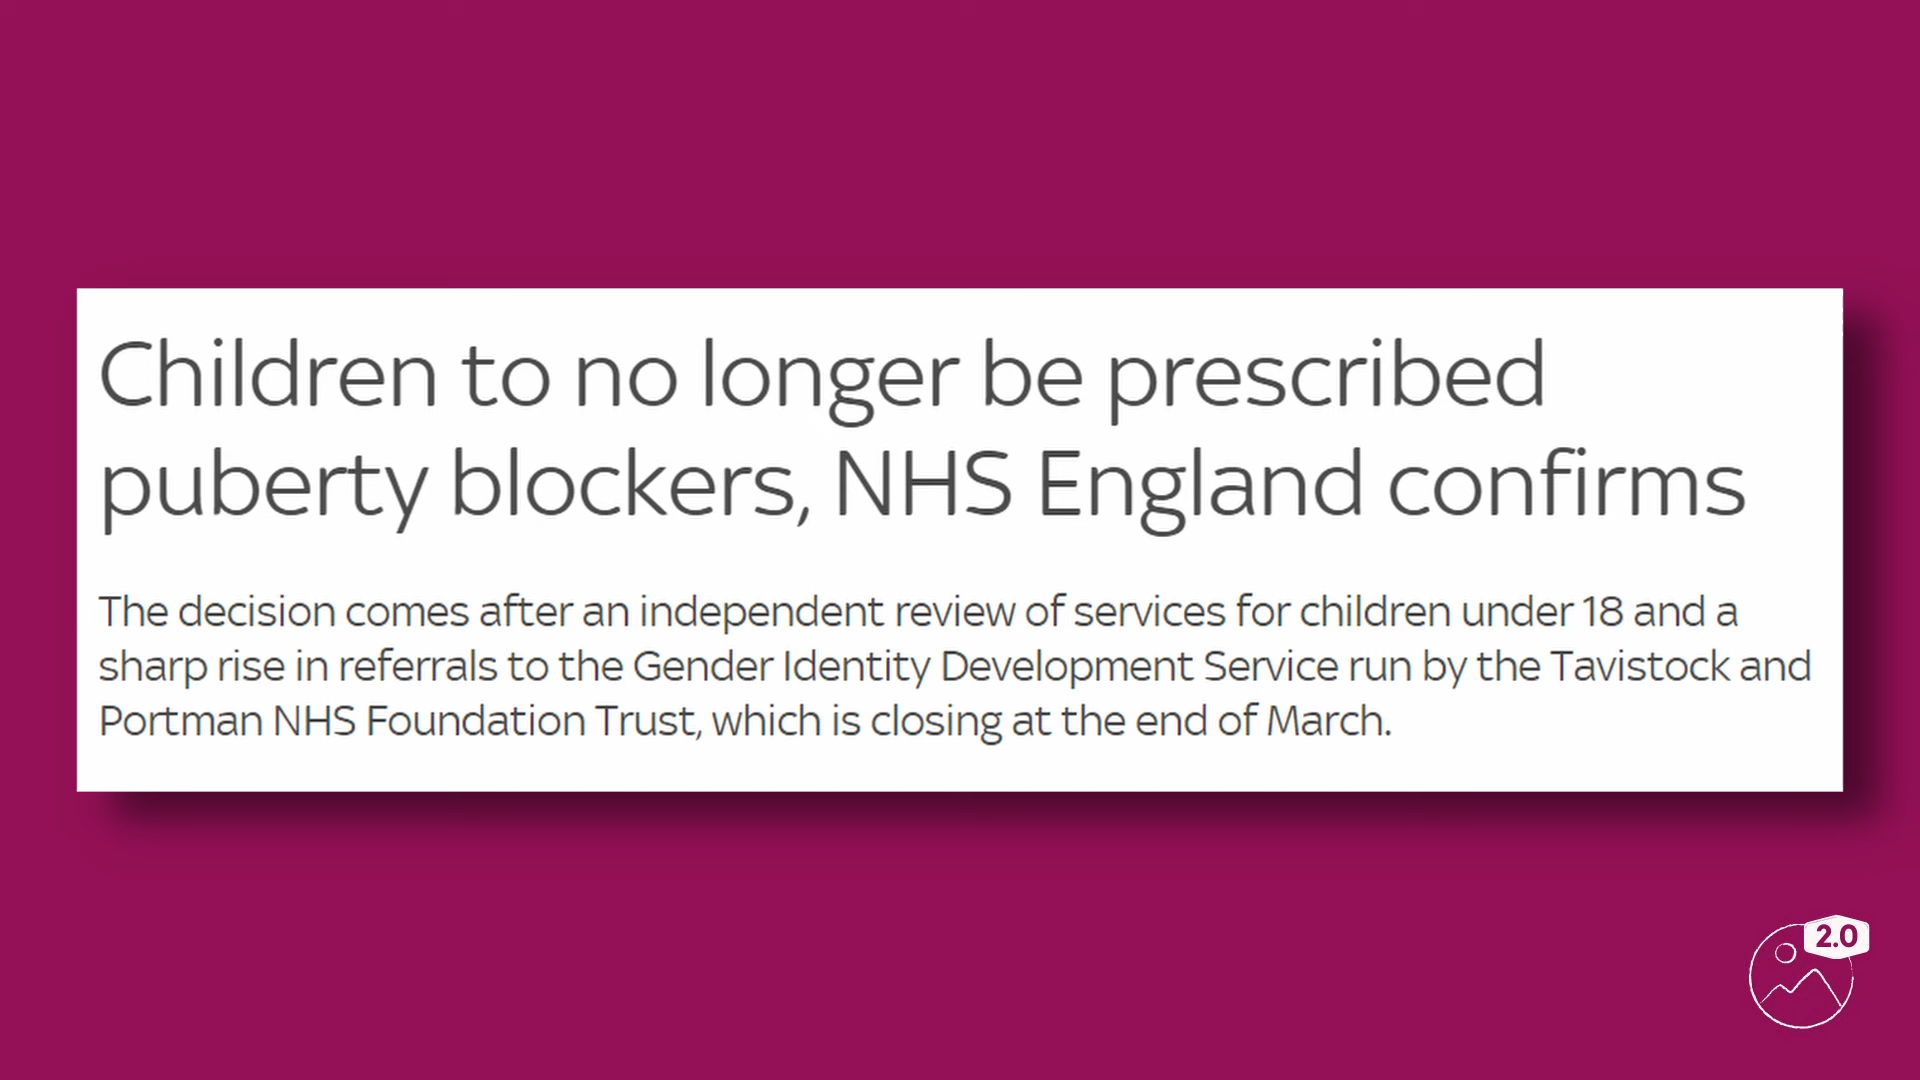 Children to no longer be prescribed
puberty blockers, NHS England confirms
The decision comes after an independent review of services for children under 18 and a
sharp rise in referrals to the Gender Identity Development Service run by the Tavistock and
Portman NHS Foundation Trust, which is closing at the end of March.
2.0